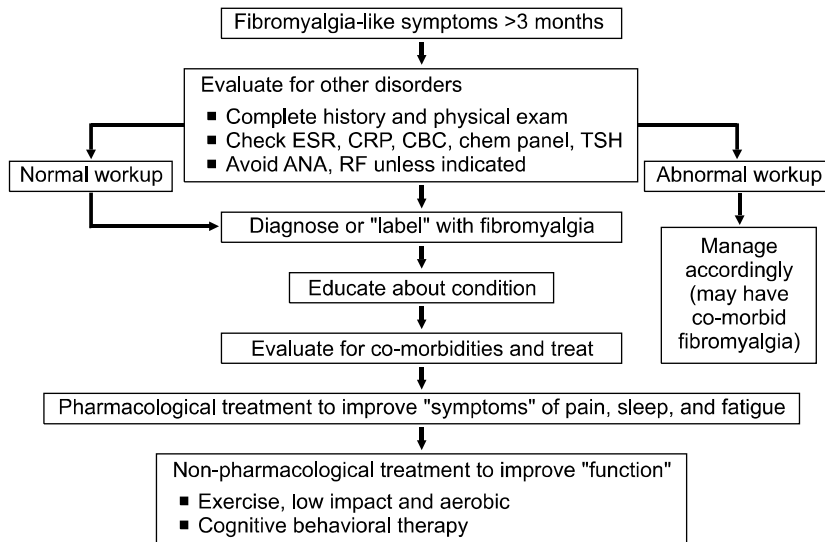 Fibromyalgia-like symptoms >3 months
Evaluate for other disorders
■ Complete history and physical exam
■ Check ESR, CRP, CBC, chem panel, TSH
■ Avoid ANA, RF unless indicated
Normal workup
Abnormal workup
Diagnose or "label" with fibromyalgia
Manage
accordingly
(may have
co-morbid
fibromyalgia)
Educate about condition
Evaluate for co-morbidities and treat
Pharmacological treatment to improve "symptoms" of pain, sleep, and fatigue
Non-pharmacological treatment to improve "function"
■ Exercise, low impact and aerobic
■ Cognitive behavioral therapy